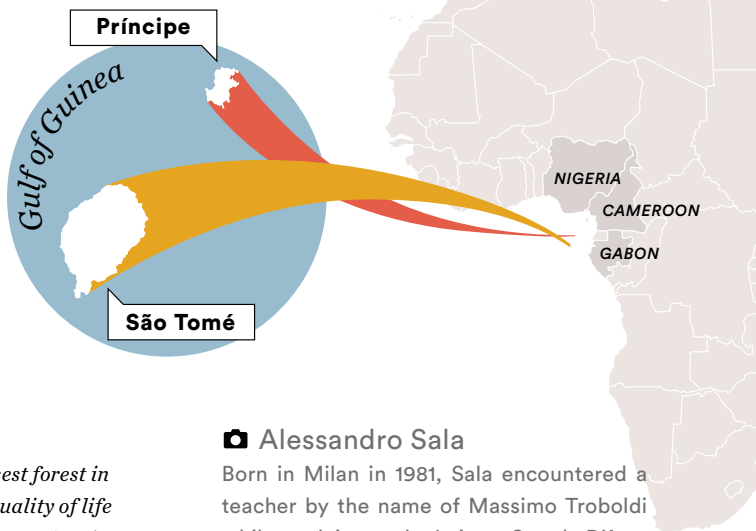 Príncipe
Gulf of Guinea
NIGERIA
CAMEROON
GABON
São Tomé
est forest in
uality of life
Alessandro Sala
Born in Milan in 1981, Sala encountered a
teacher by the name of Massimo Troboldi